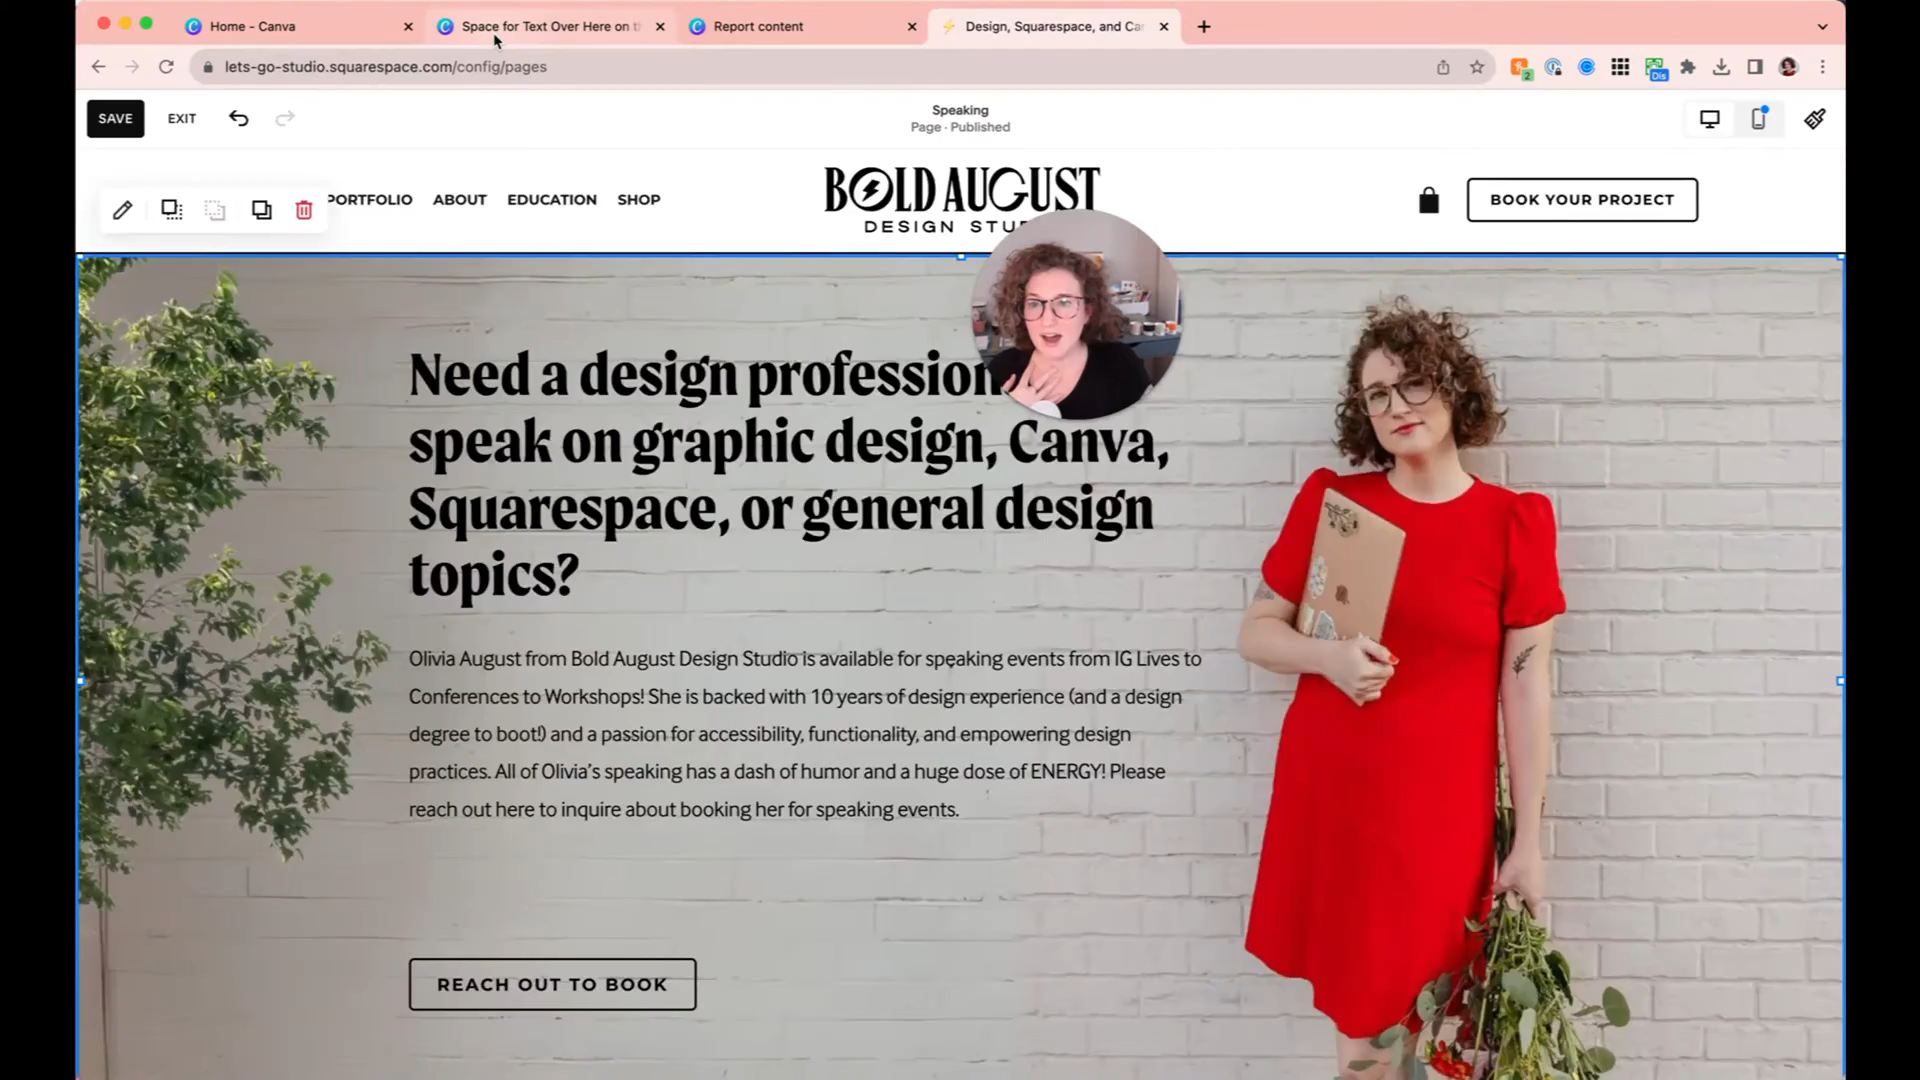 Home - Canva
Space for Text Over Here on t
Report content
Design, Squarespace, and Ca
lets-go-studio.squarespace.com/config/pages
2
Dis
SAVE
EXIT
Speaking
Page · Published
PORTFOLIO
ABOUT
EDUCATION
SHOP
BOLD AUGUST
DESIGN STU
BOOK YOUR PROJECT
Need a design profession
speak on graphic design, Canva,
Squarespace, or general design
topics?
Olivia August from Bold August Design Studio is available for speaking events from IG Lives to
Conferences to Workshops! She is backed with 10 years of design experience (and a design
degree to boot!) and a passion for accessibility, functionality, and empowering design
practices. All of Olivia's speaking has a dash of humor and a huge dose of ENERGY! Please
reach out here to inquire about booking her for speaking events.
REACH OUT TO BOOK